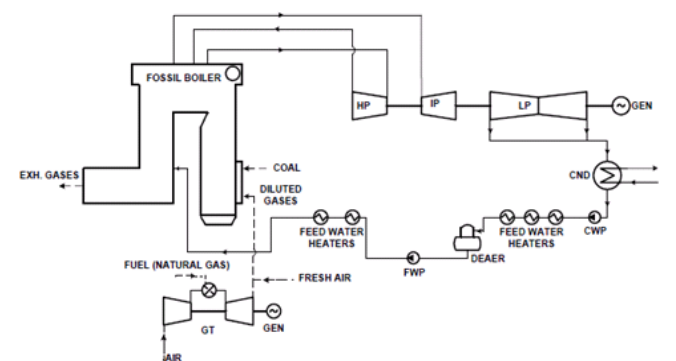 FOSSIL BOILER
HP
IP
LP
GEN
COAL
EXH. GASES
CND
DILUTED
GASES
FEED WATER
HEATERS
FEED WATER
HEATERS
CWP
DEAER
FWP
FUEL (NATURAL GAS)
FRESH AIR
GT
GEN
AIR